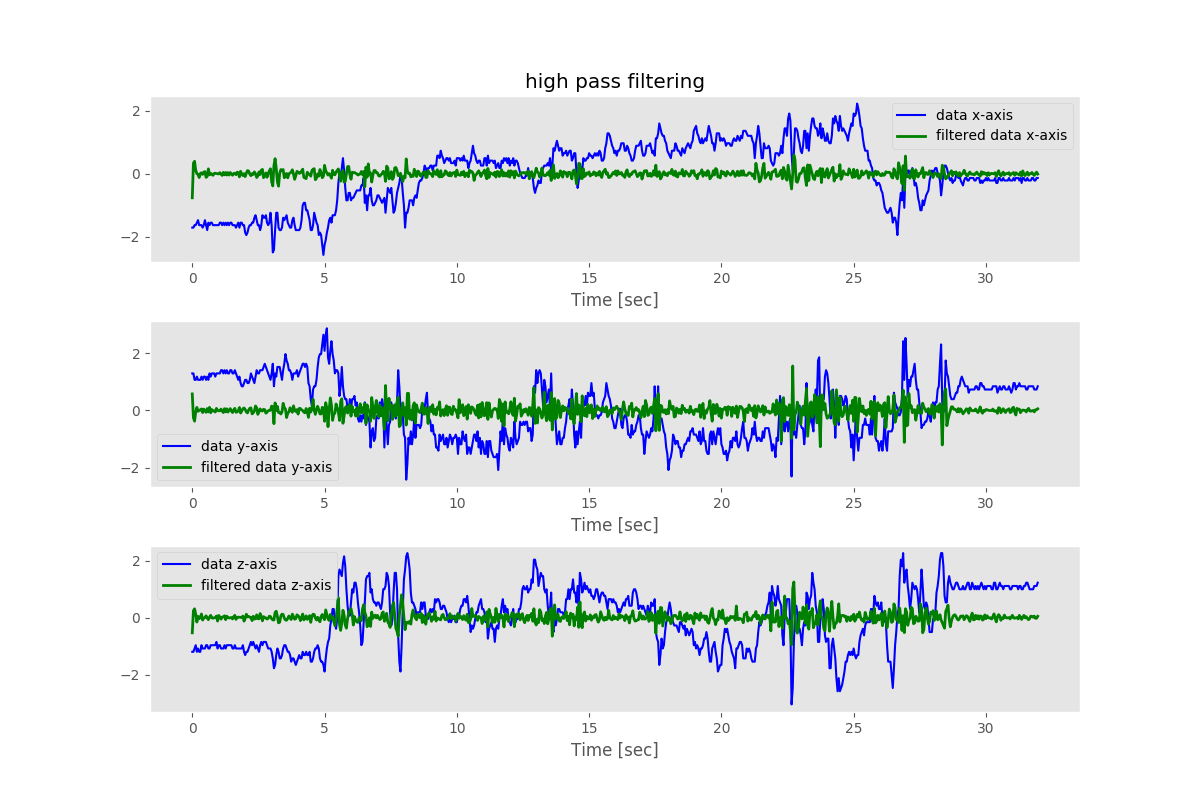 high pass filtering
2
0
−2
data x-axis
filtered data x-axis
0 5 10 15 20 25 30
Time [sec]
2
0
−2
data y-axis
filtered data y-axis
0 5 10 15 20 25 30
Time [sec]
2
0
−2
data z-axis
filtered data z-axis
0 5 10 15 20 25 30
Time [sec]